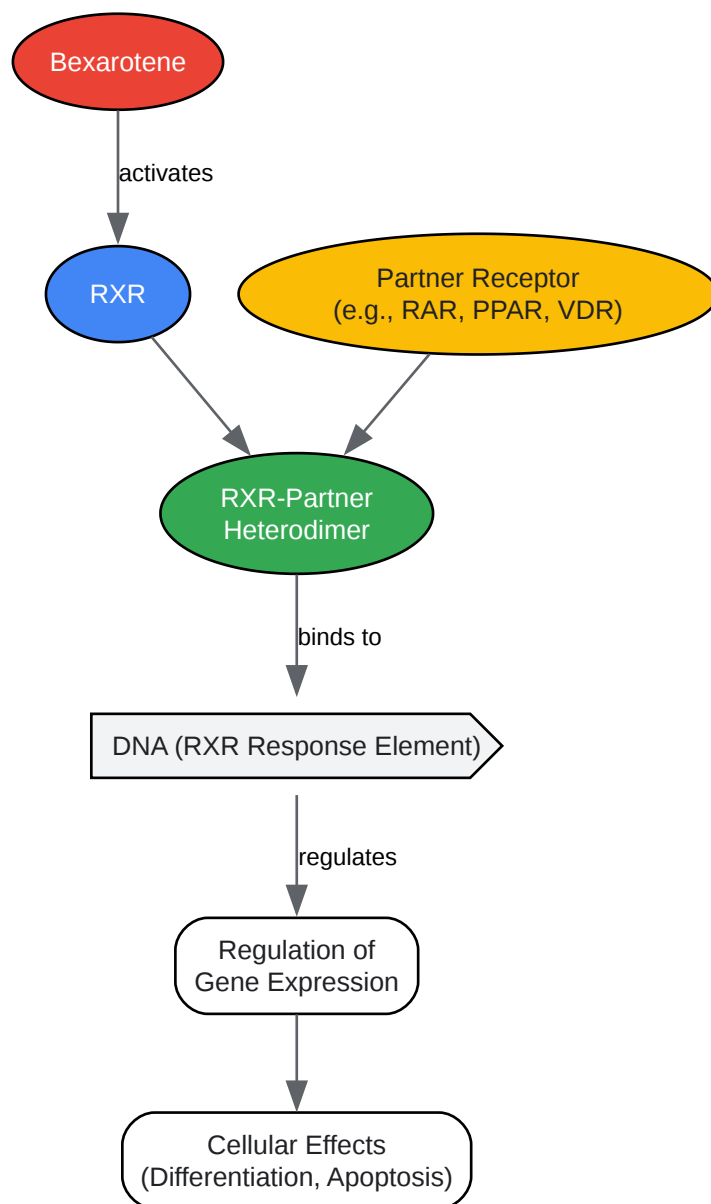 Bexarotene
activates
RXR
Partner Receptor
(e.g., RAR, PPAR, VDR)
RXR-Partner
Heterodimer
binds to
DNA (RXR Response Element)
regulates
Regulation of
Gene Expression
Cellular Effects
(Differentiation, Apoptosis)